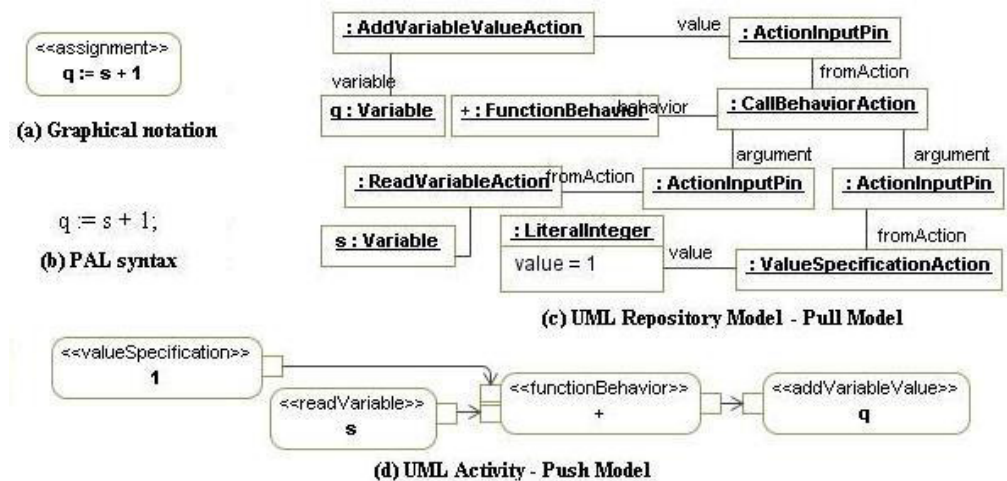 <<assignment>>
q := s + 1
(a) Graphical notation
q := s + 1;
(b) PAL syntax
: AddVariableValueAction
value
: ActionInputPin
variable
fromAction
q : Variable
+ : FunctionBehavior
behavior
: CallBehaviorAction
argument
argument
: ReadVariableAction
fromAction
: ActionInputPin
: ActionInputPin
s : Variable
: LiteralInteger
value = 1
value
fromAction
: ValueSpecificationAction
(c) UML Repository Model - Pull Model
<<valueSpecification>>
1
<<readVariable>>
s
<<functionBehavior>>
+
<<addVariableValue>>
q
(d) UML Activity - Push Model